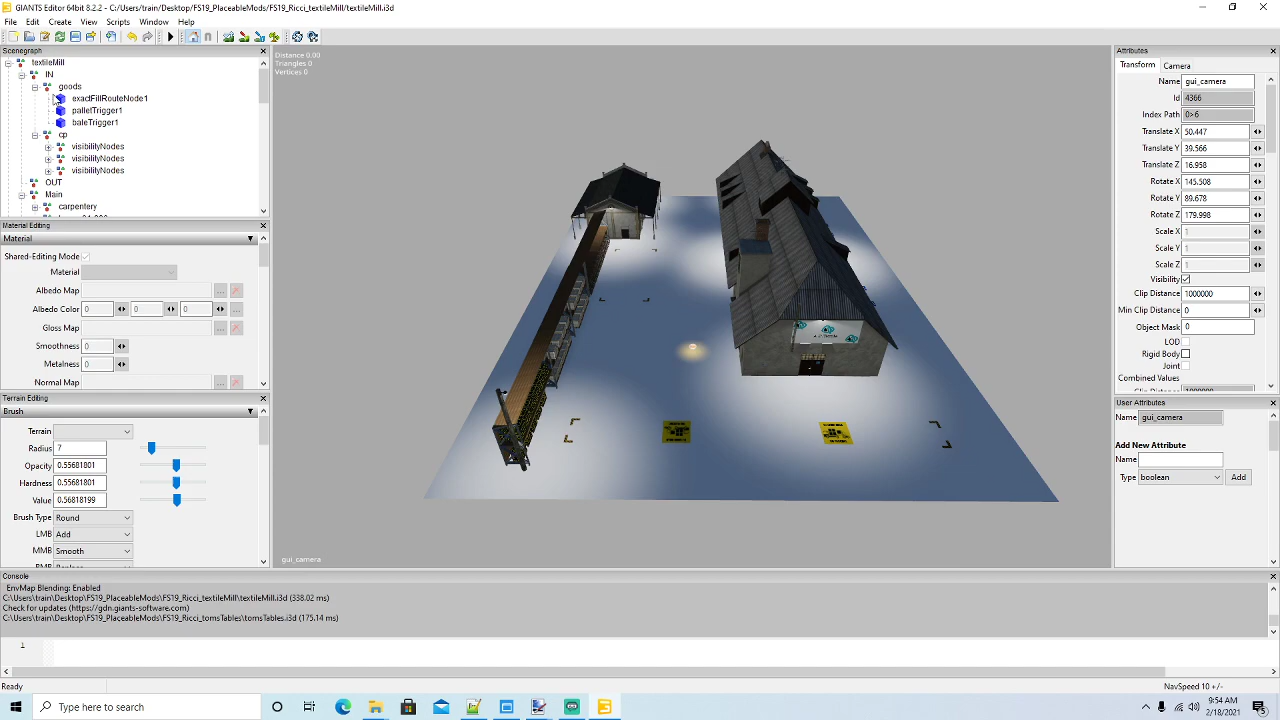 GIANTS Editor 64bit 8.2.2 - C:/Users/train/Desktop/FS19_PlaceableMods/FS19_Ricci_textileMill/textileMill.i3d
File Edit Create View Scripts Window Help
Scenegraph
textileMill
IN
goods
exactFillRouteNode1
palletTrigger1
baleTrigger1
cp
visibilityNodes
visibilityNodes
visibilityNodes
OUT
Main
carpentery
Material Editing
Material
Shared-Editing Mode
Material
Albedo Map
Albedo Color 0 0 0
Gloss Map
Smoothness 0
Metalness 0
Normal Map
Terrain Editing
Brush
Terrain
Radius 7
Opacity 0.55681801
Hardness 0.55681801
Value 0.56818199
Brush Type Round
LMB Add
MMB Smooth
Distance 0.00
Triangles 0
Vertices 0
gui_camera
Attributes
Transform Camera
Name gui_camera
Id 4366
Index Path 0>6
Translate X 50.447
Translate Y 39.566
Translate Z 16.958
Rotate X 145.508
Rotate Y 89.678
Rotate Z 179.998
Scale X 1
Scale Y 1
Scale Z 1
Visibility
Clip Distance 1000000
Min Clip Distance 0
Object Mask 0
LOD
Rigid Body
Joint
Combined Values
User Attributes
Name gui_camera
Add New Attribute
Name
Type boolean Add
Console
EnvMap Blending: Enabled
C:\Users\train\Desktop\FS19_PlaceableMods\FS19_Ricci_textileMill\textileMill.i3d (338.02 ms)
Check for updates (https://gdn.giants-software.com)
C:\Users\train\Desktop\FS19_PlaceableMods\FS19_Ricci_tomsTables\tomsTables.i3d (175.14 ms)
1
Ready
NavSpeed 10 +/-
Type here to search
9:54 AM
2/18/2021